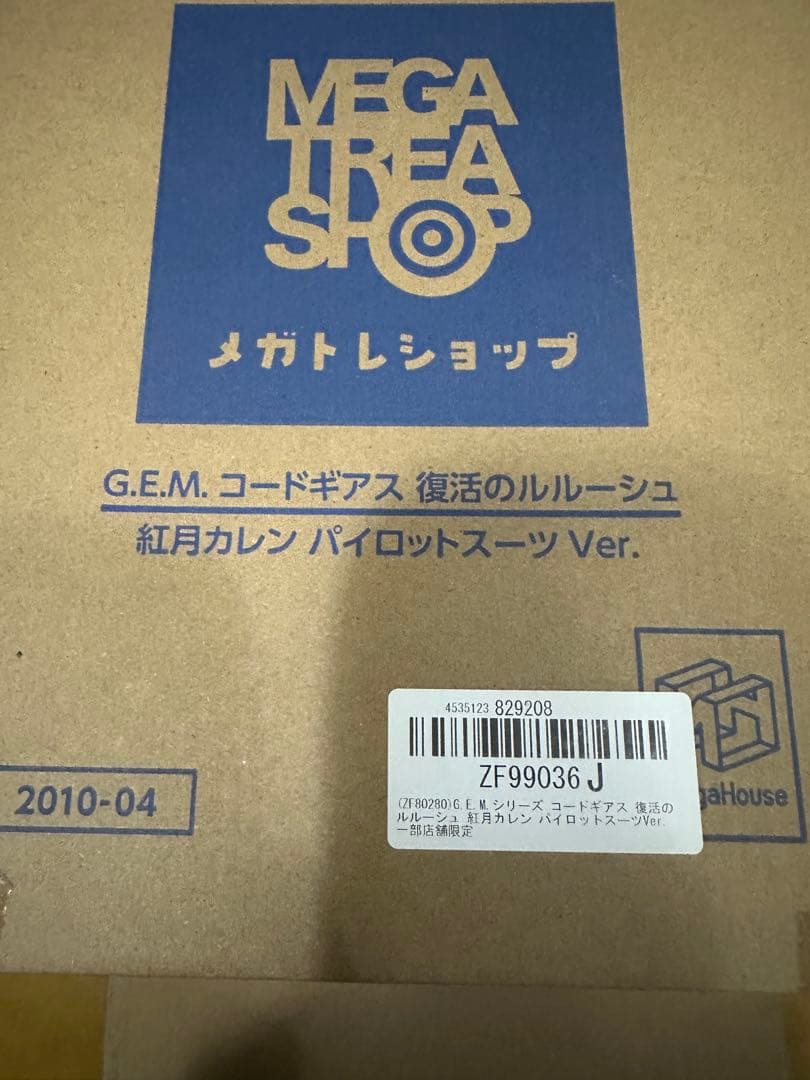 MEGA
TREA
SHOP
メガトレショップ
G.E.M. コードギアス 復活のルルーシュ
紅月カレン パイロットスーツ Ver.
4535123 829208
ZF99036 J
(ZF80280)G.E.M.シリーズ コードギアス 復活の
ルルーシュ 紅月カレン パイロットスーツVer.
一部店舗限定
gaHouse
2010-04